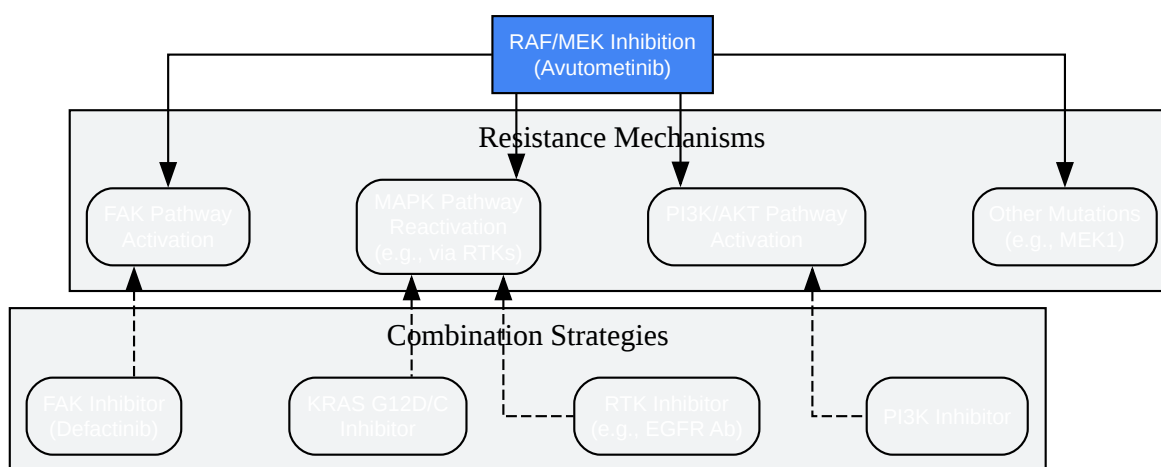 RAF/MEK Inhibition
(Avutometinib)
Resistance Mechanisms
FAK Pathway
Activation
MAPK Pathway
Reactivation
(e.g., via RTKs)
PI3K/AKT Pathway
Activation
Other Mutations
(e.g., MEK1)
Combination Strategies
FAK Inhibitor
(Defactinib)
KRAS G12D/C
Inhibitor
RTK Inhibitor
(e.g., EGFR Ab)
PI3K Inhibitor